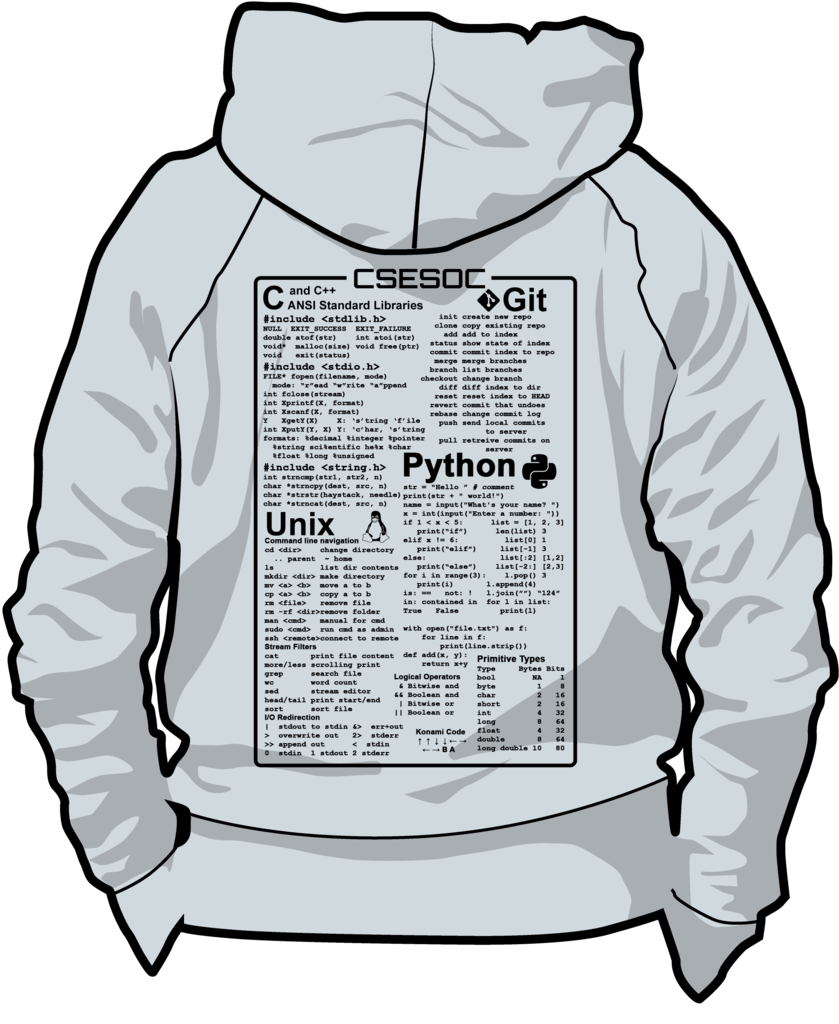 CSESOC
C and C++
ANSI Standard Libraries
#include <stdlib.h>
NULL EXIT_SUCCESS EXIT_FAILURE
double atof(str) int atoi(str)
void* malloc(size) void free(ptr)
void exit(status)
#include <stdio.h>
FILE* fopen(filename, mode)
mode: "r"ead "w"rite "a"ppend
int fclose(stream)
int Xprintf(X, format)
int Xscanf(X, format)
Y XgetY(X) X: 's'tring 'f'ile
int XputY(Y, X) Y: 'c'har, 's'tring
formats: %decimal %integer %pointer
%string sci%entific he%x %char
%float %long %unsigned
#include <string.h>
int strncmp(str1, str2, n)
char *strncpy(dest, src, n)
char *strstr(haystack, needle)
char *strncat(dest, src, n)
Unix
Command line navigation
cd <dir> change directory
.. parent ~ home
ls list dir contents
mkdir <dir> make directory
mv <a> <b> move a to b
cp <a> <b> copy a to b
rm <file> remove file
rm -rf <dir>remove folder
man <cmd> manual for cmd
sudo <cmd> run cmd as admin
ssh <remote>connect to remote
Stream Filters
cat print file content
more/less scrolling print
grep search file
wc word count
sed stream editor
head/tail print start/end
sort sort file
I/O Redirection
| stdout to stdin &> err+out
> overwrite out 2> stderr
>> append out < stdin
0 stdin 1 stdout 2 stderr
Git
init create new repo
clone copy existing repo
add add to index
status show state of index
commit commit index to repo
merge merge branches
branch list branches
checkout change branch
diff diff index to dir
reset reset index to HEAD
revert commit that undoes
rebase change commit log
push send local commits
to server
pull retreive commits on
server
Python
str = "Hello " # comment
print(str + " world!")
name = input("What's your name? ")
x = int(input("Enter a number: "))
if 1 < x < 5: list = [1, 2, 3]
print("if") len(list) 3
elif x != 6: list[0] 1
print("elif") list[-1] 3
else: list[:2] [1,2]
print("else") list[-2:] [2,3]
for i in range(3): l.pop() 3
print(i) l.append(4)
is: == not: ! l.join("") "124"
in: contained in for l in list:
True False print(l)
with open("file.txt") as f:
for line in f:
print(line.strip())
def add(x, y):
return x+y
Logical Operators
& Bitwise and
&& Boolean and
| Bitwise or
|| Boolean or
Konami Code
↑ ↑ ↓ ↓ ← →
← → B A
Primitive Types
Type Bytes Bits
bool NA 1
byte 1 8
char 2 16
short 2 16
int 4 32
long 8 64
float 4 32
double 8 64
long double 10 80